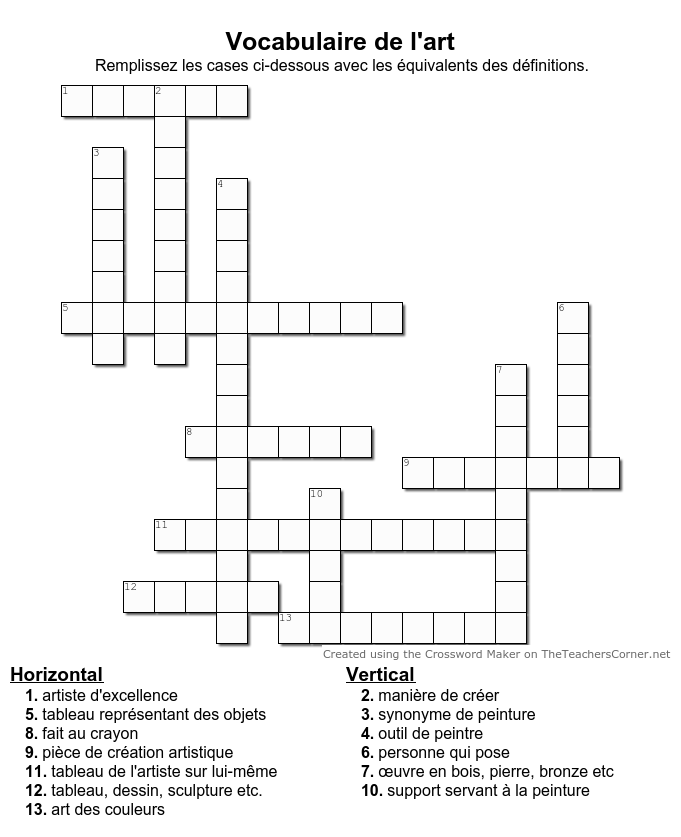 Vocabulaire de l'art
Remplissez les cases ci-dessous avec les équivalents des définitions.
1 2
3
4
5 6
7
8
9
10
11
12
13
Created using the Crossword Maker on TheTeachersCorner.net
Horizontal
1. artiste d'excellence
5. tableau représentant des objets
8. fait au crayon
9. pièce de création artistique
11. tableau de l'artiste sur lui-même
12. tableau, dessin, sculpture etc.
13. art des couleurs
Vertical
2. manière de créer
3. synonyme de peinture
4. outil de peintre
6. personne qui pose
7. œuvre en bois, pierre, bronze etc
10. support servant à la peinture